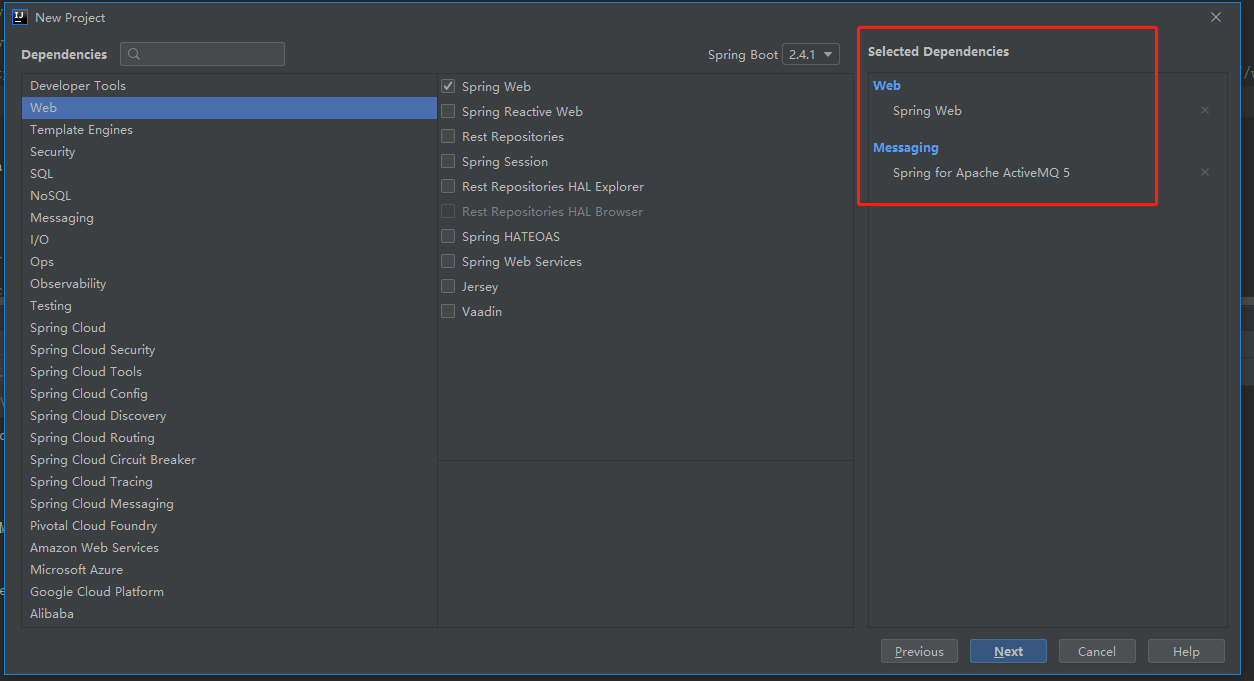 New Project
Dependencies
Spring Boot 2.4.1
Developer Tools
Web
Template Engines
Security
SQL
NoSQL
Messaging
I/O
Ops
Observability
Testing
Spring Cloud
Spring Cloud Security
Spring Cloud Tools
Spring Cloud Config
Spring Cloud Discovery
Spring Cloud Routing
Spring Cloud Circuit Breaker
Spring Cloud Tracing
Spring Cloud Messaging
Pivotal Cloud Foundry
Amazon Web Services
Microsoft Azure
Google Cloud Platform
Alibaba
Spring Web
Spring Reactive Web
Rest Repositories
Spring Session
Rest Repositories HAL Explorer
Rest Repositories HAL Browser
Spring HATEOAS
Spring Web Services
Jersey
Vaadin
Selected Dependencies
Web
Spring Web
Messaging
Spring for Apache ActiveMQ 5
Previous
Next
Cancel
Help